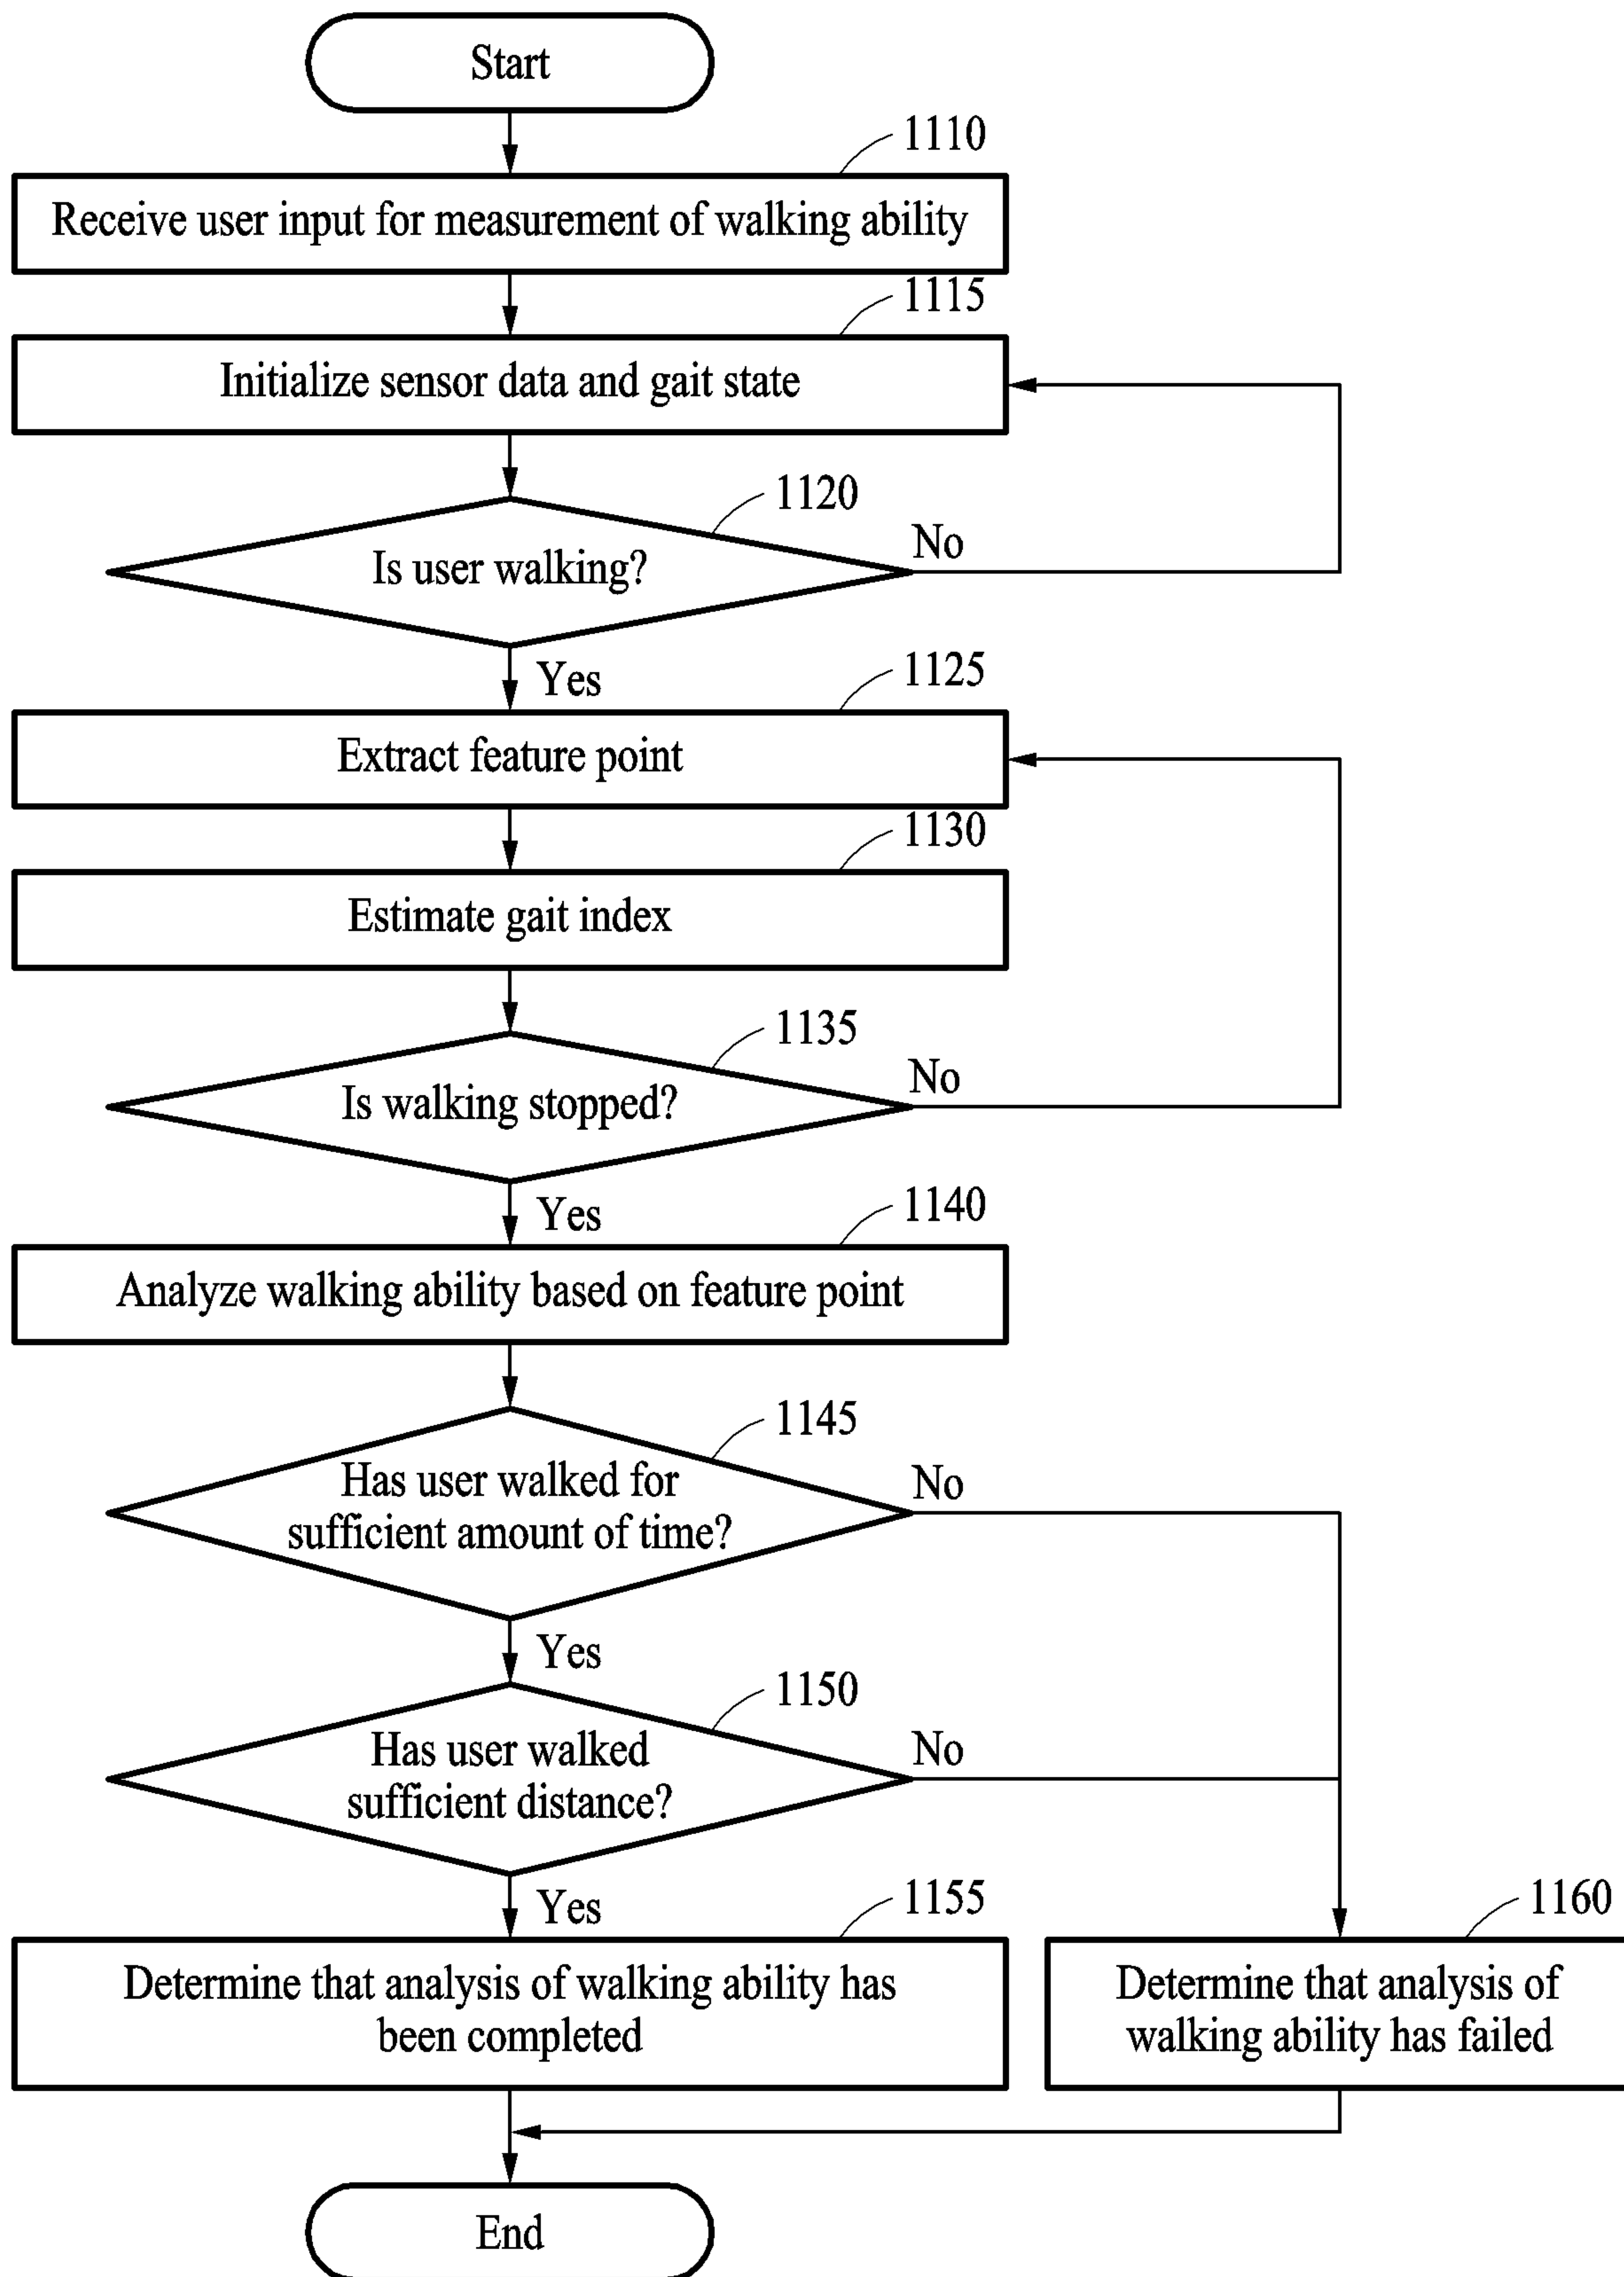 Start
1110
Receive user input for measurement of walking ability
1115
Initialize sensor data and gait state
1120
Is user walking?
No
Yes
1125
Extract feature point
1130
Estimate gait index
1135
Is walking stopped?
No
Yes
1140
Analyze walking ability based on feature point
1145
Has user walked for
sufficient amount of time?
No
Yes
1150
Has user walked
sufficient distance?
No
Yes
1155
Determine that analysis of walking ability has
been completed
1160
Determine that analysis of
walking ability has failed
End